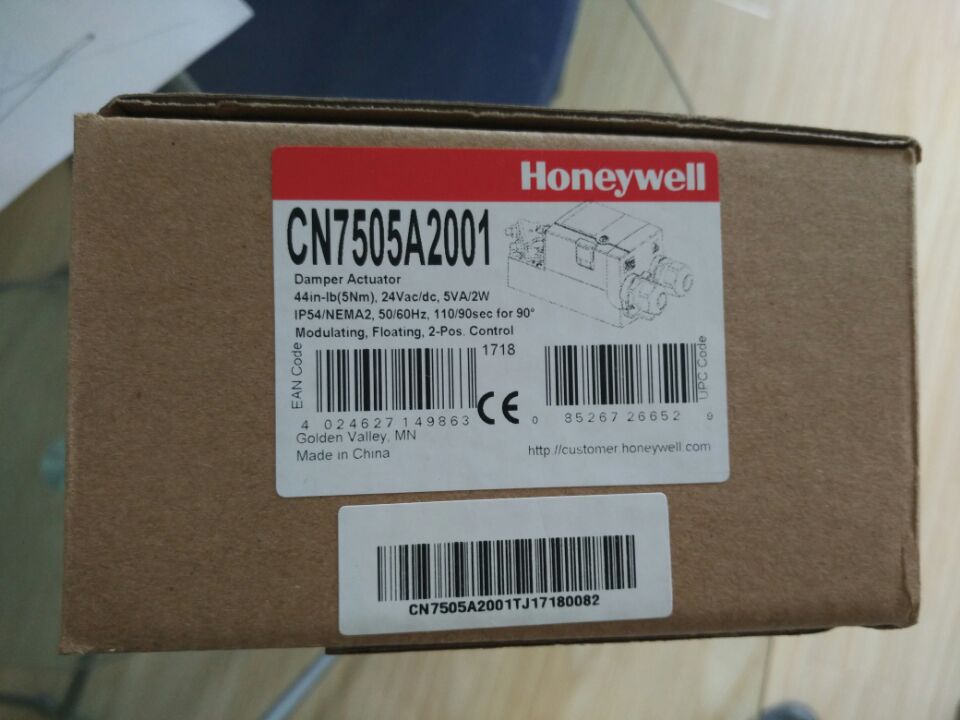 Honeywell
CN7505A2001
Damper Actuator
44in-lb(5Nm), 24Vac/dc, 5VA/2W
IP54/NEMA2, 50/60Hz, 110/90sec for 90°
Modulating, Floating, 2-Pos. Control
EAN Code
1718
UPC Code
4 024627 149863
CE
0 85267 26652 9
Golden Valley, MN
Made in China
http://customer.honeywell.com
CN7505A2001TJ17180082